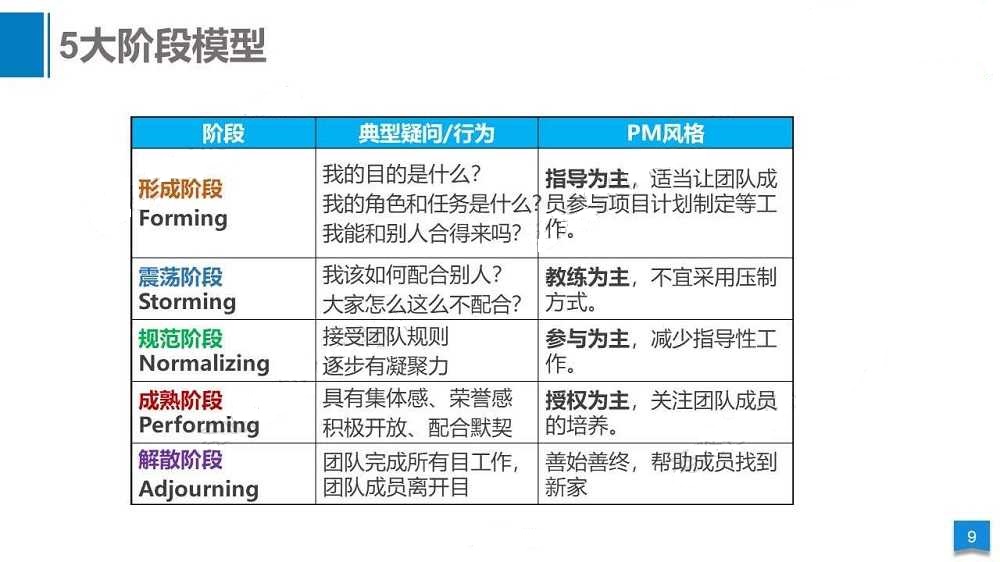 5大阶段模型
阶段 典型疑问/行为 PM风格
形成阶段
Forming
我的目的是什么?
我的角色和任务是什么?
我能和别人合得来吗?
指导为主，适当让团队成
员参与项目计划制定等工
作。
震荡阶段
Storming
我该如何配合别人?
大家怎么这么不配合?
教练为主，不宜采用压制
方式。
规范阶段
Normalizing
接受团队规则
逐步有凝聚力
参与为主，减少指导性工
作。
成熟阶段
Performing
具有集体感、荣誉感
积极开放、配合默契
授权为主，关注团队成员
的培养。
解散阶段
Adjourning
团队完成所有目工作，
团队成员离开目
善始善终，帮助成员找到
新家
9